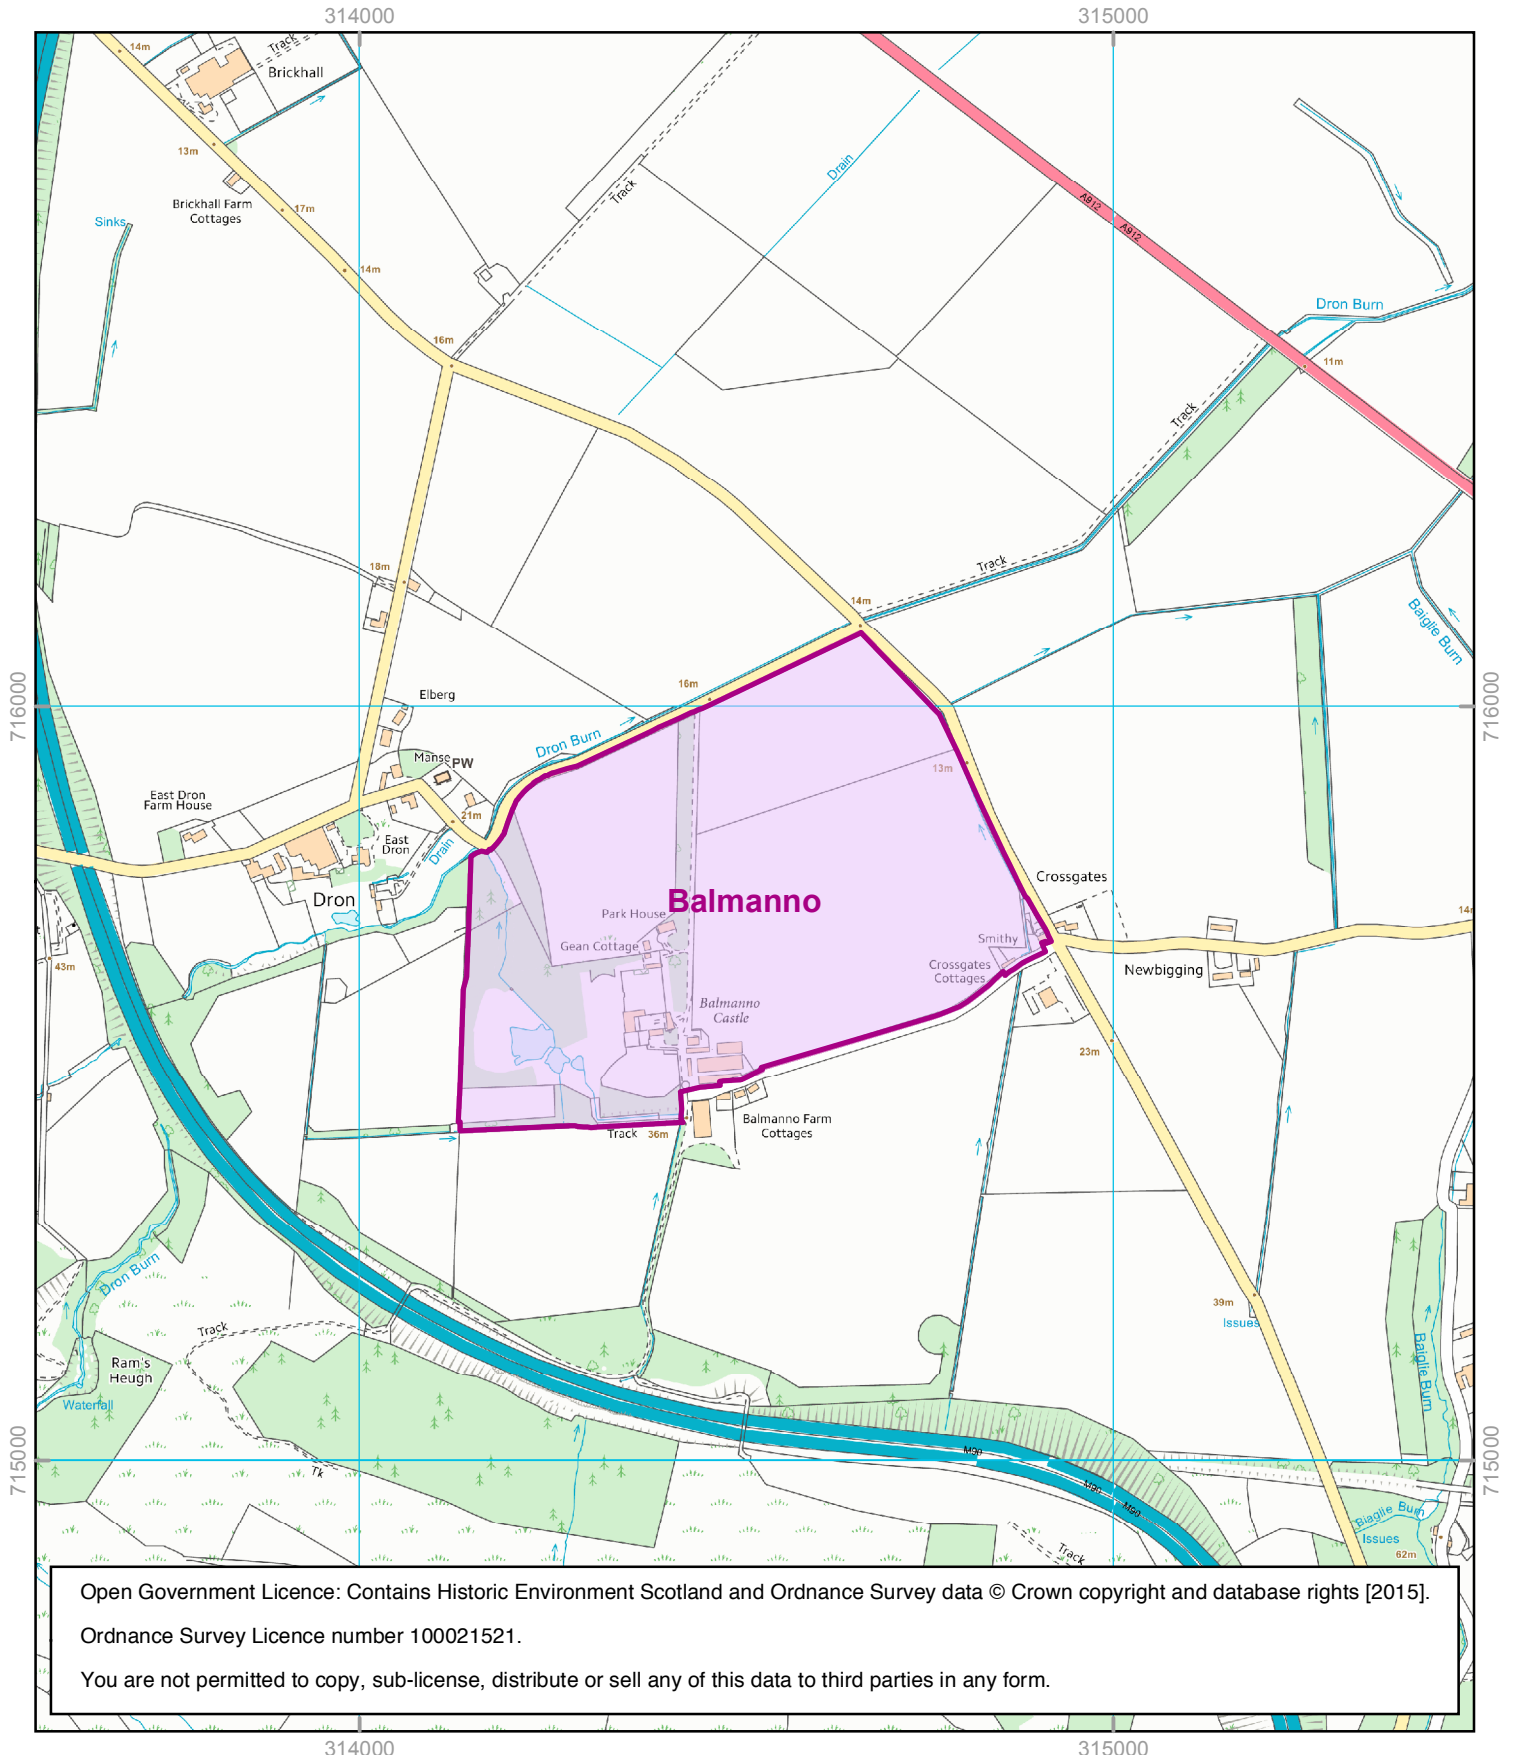 314000
315000
14m
Track
Brickhall
13m
Brickhall Farm
Cottages
17m
Sinks
14m
16m
Track
Drain
A912
A912
Dron Burn
11m
Track
Track
18m
14m
Baiglie Burn
716000
716000
16m
Elberg
Dron Burn
Manse
PW
13m
East Dron
Farm House
21m
East
Dron
Drain
Dron
Crossgates
Balmanno
Park House
Gean Cottage
Smithy
Crossgates
Cottages
Newbigging
43m
Balmanno
Castle
23m
Balmanno Farm
Cottages
Track
36m
Dron Burn
39m
Issues
Track
Ram's
Heugh
Waterfall
Baiglie Burn
715000
715000
M90
M90
M90
Tk
Biaglie Burn
Issues
62m
Track
Open Government Licence: Contains Historic Environment Scotland and Ordnance Survey data © Crown copyright and database rights [2015].
Ordnance Survey Licence number 100021521.
You are not permitted to copy, sub-license, distribute or sell any of this data to third parties in any form.
314000
315000